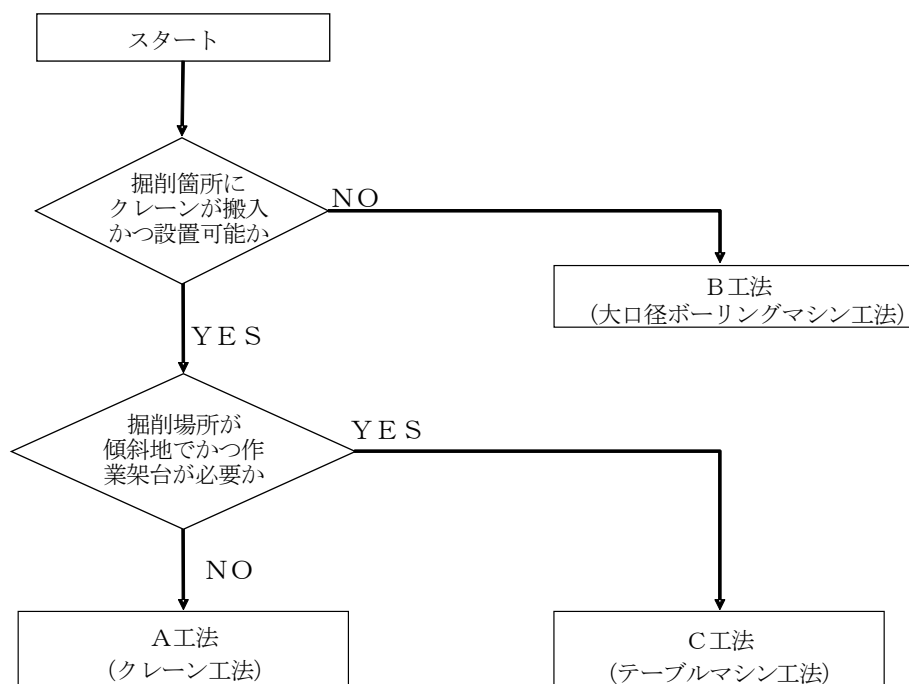 スタート
掘削箇所に
クレーンが搬入
かつ設置可能か
NO
B工法
(大口径ボーリングマシン工法)
YES
掘削場所が
傾斜地でかつ作
業架台が必要か
YES
NO
A工法
(クレーン工法)
C工法
(テーブルマシン工法)